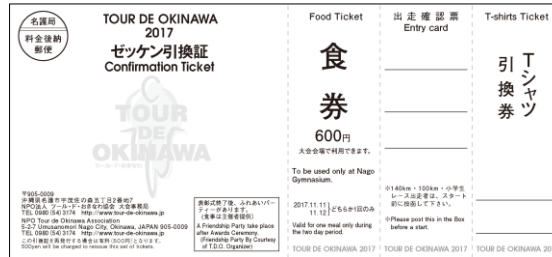 名護局
料金後納
郵便
TOUR DE OKINAWA
2017
ゼッケン引換証
Confirmation Ticket
TOUR
DE
OKINAWA
ツール・ド・おきなわ
〒905-0009
沖縄県名護市宇茂佐の森五丁目2番地7
NPO法人 ツール・ド・おきなわ協会 大会事務局
TEL 0980 (54) 3174 http://www.tour-de-okinawa.jp
NPO Tour de Okinawa Association
5-2-7 Umusanomori Nago City, Okinawa, JAPAN 905-0009
TEL 0980 (54) 3174 http://www.tour-de-okinawa.jp
この引換証を再発行する場合は有料(500円)となります。
500yen will be charged to reissue this set of tickets.
表彰式終了後、ふれあいパー
ティーがあります。
(食事は主催者提供)
A Friendship Party take place
after Awards Ceremony.
(Friendship Party By Courtesy
of T.D.O. Organizer)
Food Ticket
食
券
600円
大会会場で利用できます。
To be used only at Nago
Gymnasium.
2017.11.11
11.12
どちらか1回のみ
Valid for one meal only during
the two day period.
TOUR DE OKINAWA 2017
出走確認票
Entry card
※140km・100km・小学生
レース出走者は、スタート
前に投函して下さい。
※Please post this in the Box
before a start.
TOUR DE OKINAWA 2017
T-shirts Ticket
Tシャツ
引換券
TOUR DE OKINAWA 20